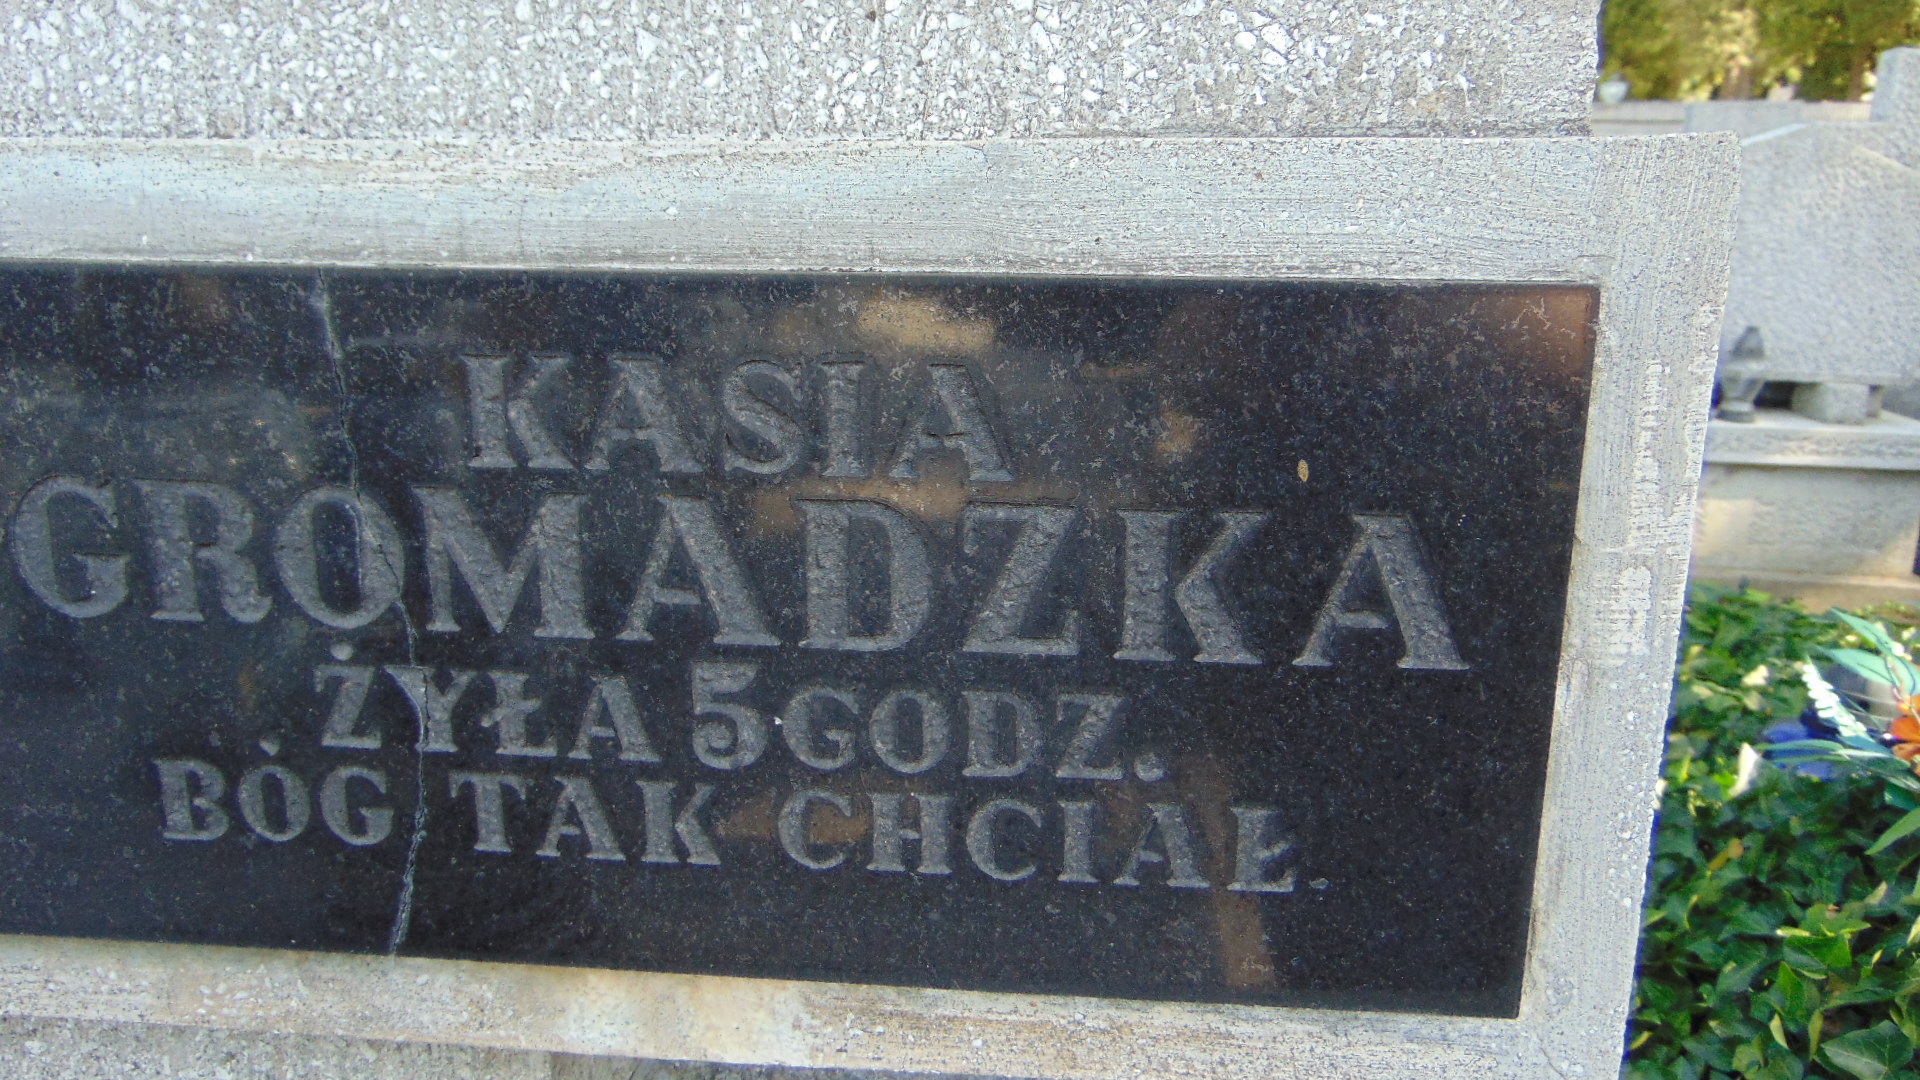 KASIA
GROMADZKA
ŻYŁA 5 GODZ.
BÓG TAK CHCIAŁ.